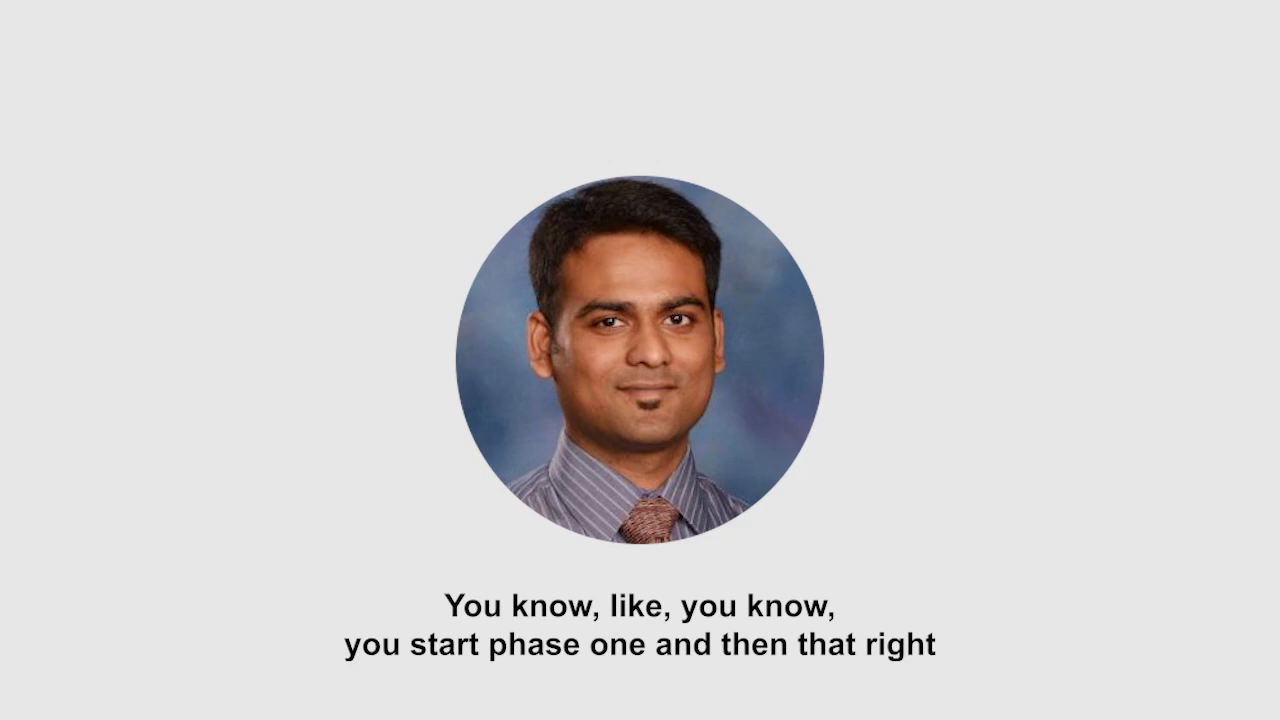 You know, like, you know,
you start phase one and then that right